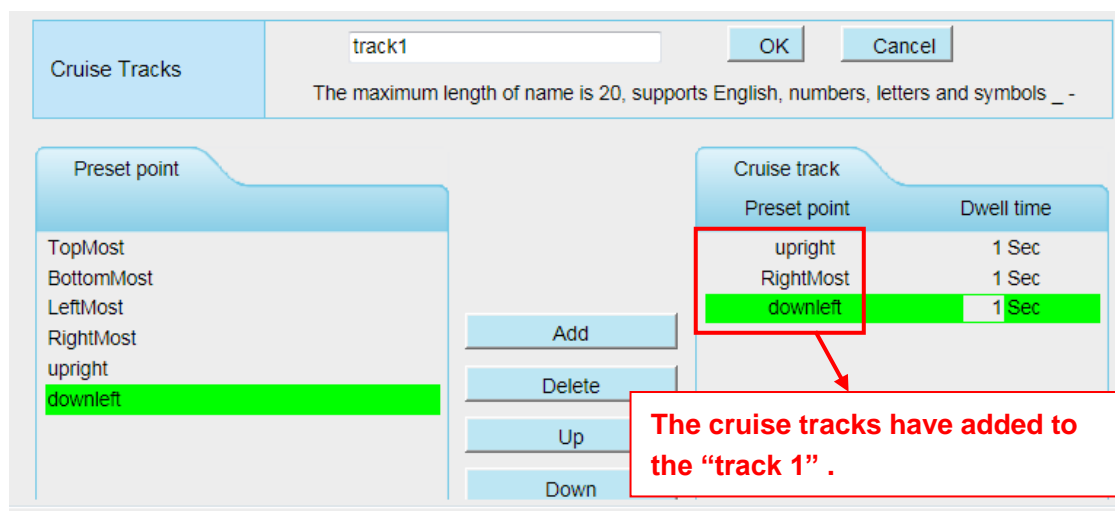 Cruise Tracks
track1
OK
Cancel
The maximum length of name is 20, supports English, numbers, letters and symbols _ -
Preset point
TopMost
BottomMost
LeftMost
RightMost
upright
downleft
Add
Delete
Up
Down
Cruise track
Preset point Dwell time
upright 1 Sec
RightMost 1 Sec
downleft 1 Sec
The cruise tracks have added to
the “track 1” .